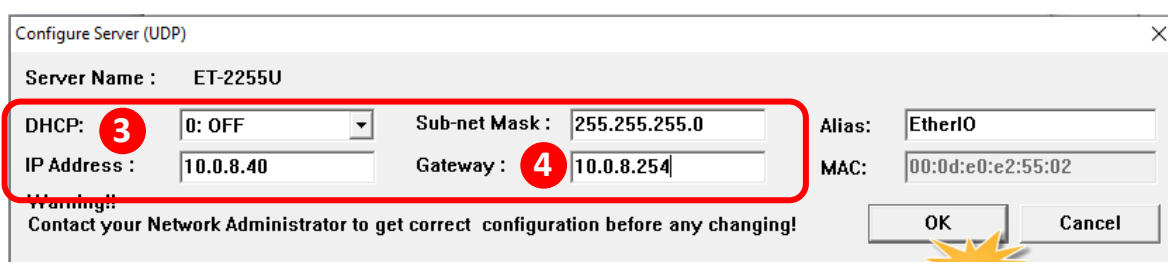 Configure Server (UDP)
Server Name : ET-2255U
DHCP: 3 0: OFF Sub-net Mask : 255.255.255.0 Alias: EtherIO
IP Address : 10.0.8.40 Gateway : 4 10.0.8.254 MAC: 00:0d:e0:e2:55:02
Warning!!
Contact your Network Administrator to get correct configuration before any changing!
OK Cancel